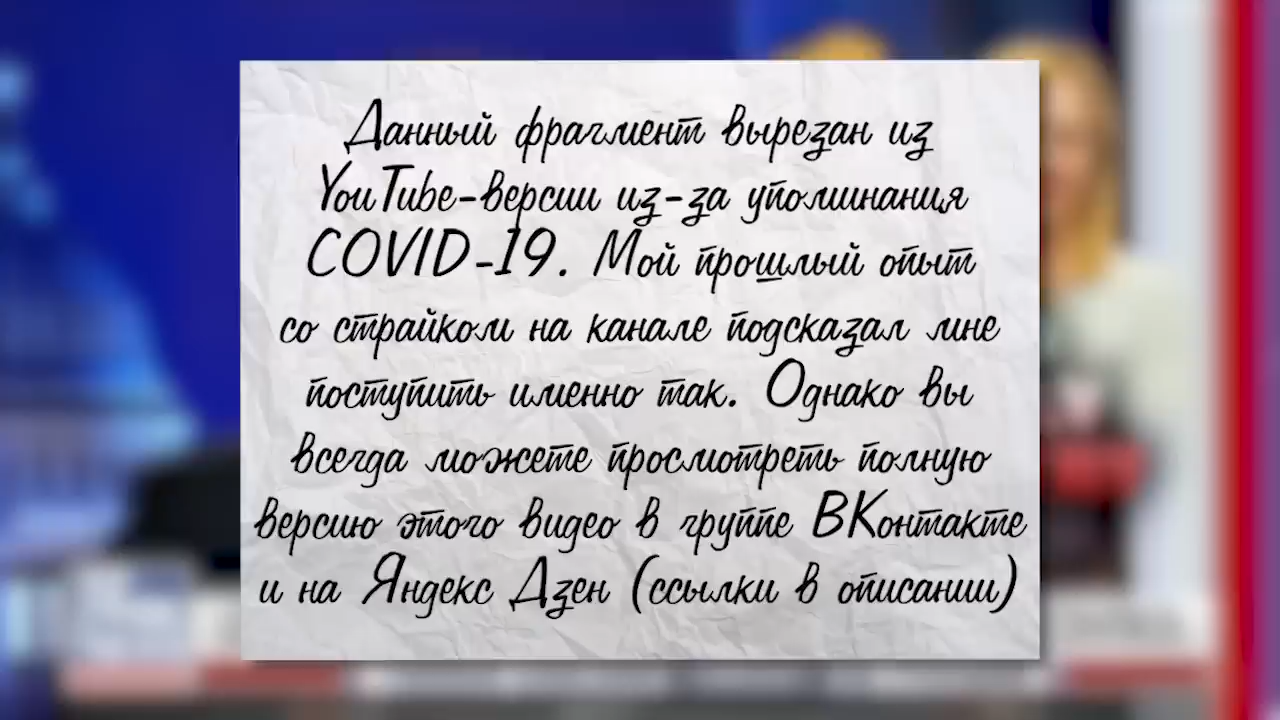 Данный фрагмент вырезан из
YouTube-версии из-за упоминания
COVID-19. Мой прошлый опыт
со страйком на канале подсказал мне
поступить именно так. Однако вы
всегда можете просмотреть полную
версию этого видео в группе ВКонтакте
и на Яндекс Дзен (ссылки в описании)